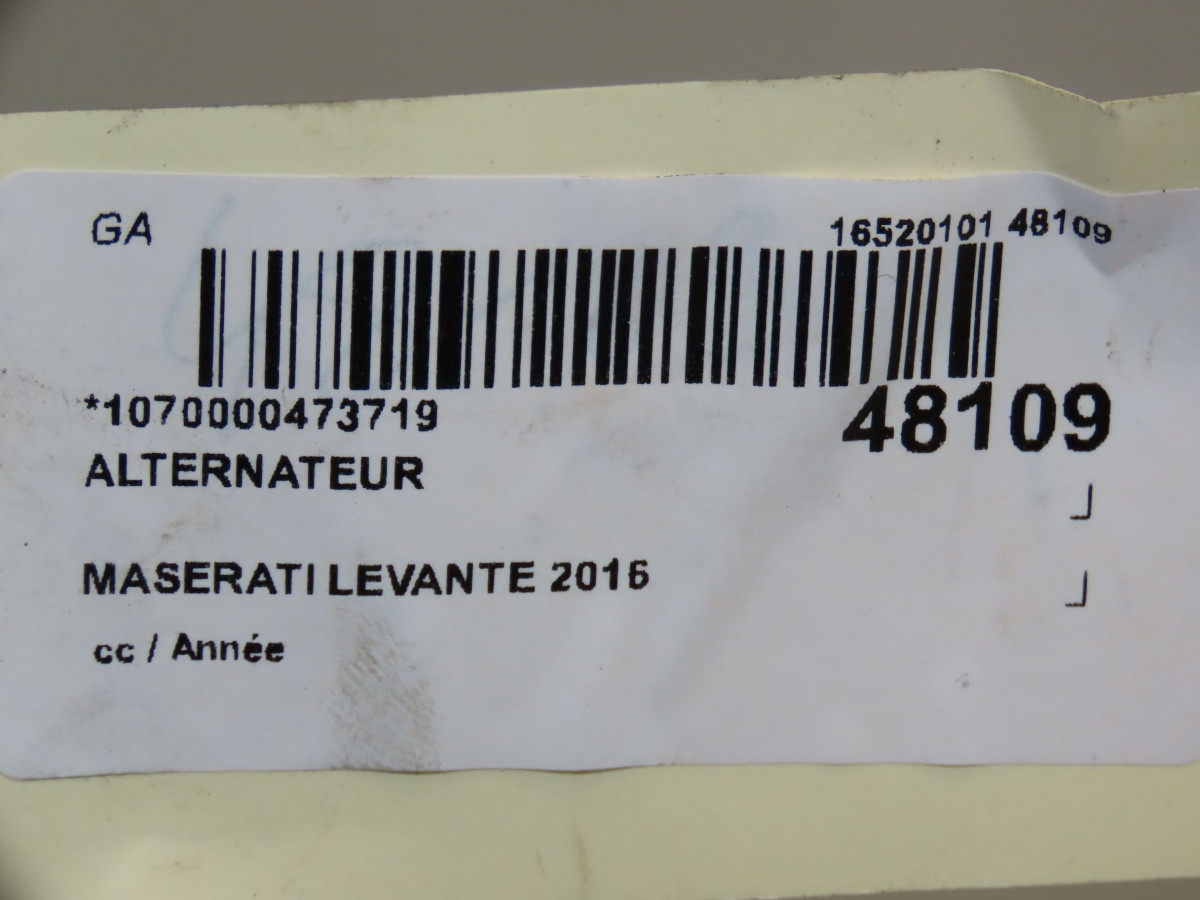 GA
16520101 48109
*1070000473719
48109
ALTERNATEUR
MASERATI LEVANTE 2016
cc / Année